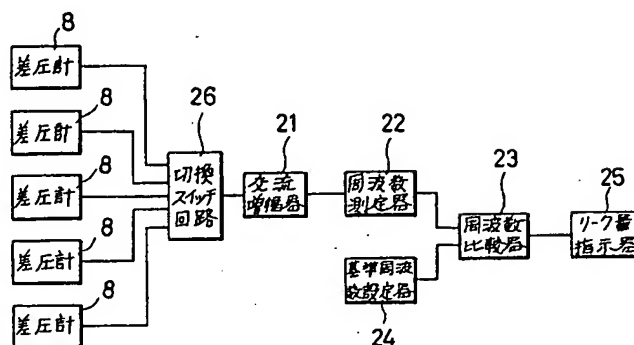 8
差圧計
8
差圧計
8
差圧計
8
差圧計
8
差圧計
26
切換
スイッチ
回路
21
交流
増幅器
22
周波数
測定器
23
周波数
比較器
24
基準周波
数設定器
25
リーク量
指示器